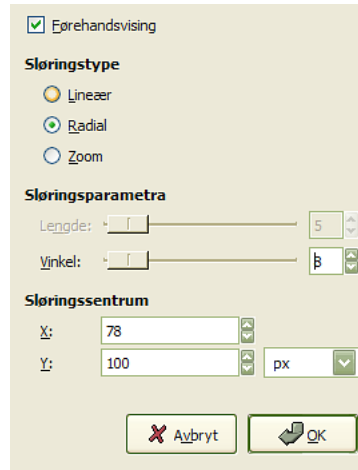 Førehandsvising
Sløringstype
Lineær
Radial
Zoom
Sløringsparametra
Lengde: 5
Vinkel: 8
Sløringssentrum
X: 78
Y: 100 px
Avbryt OK